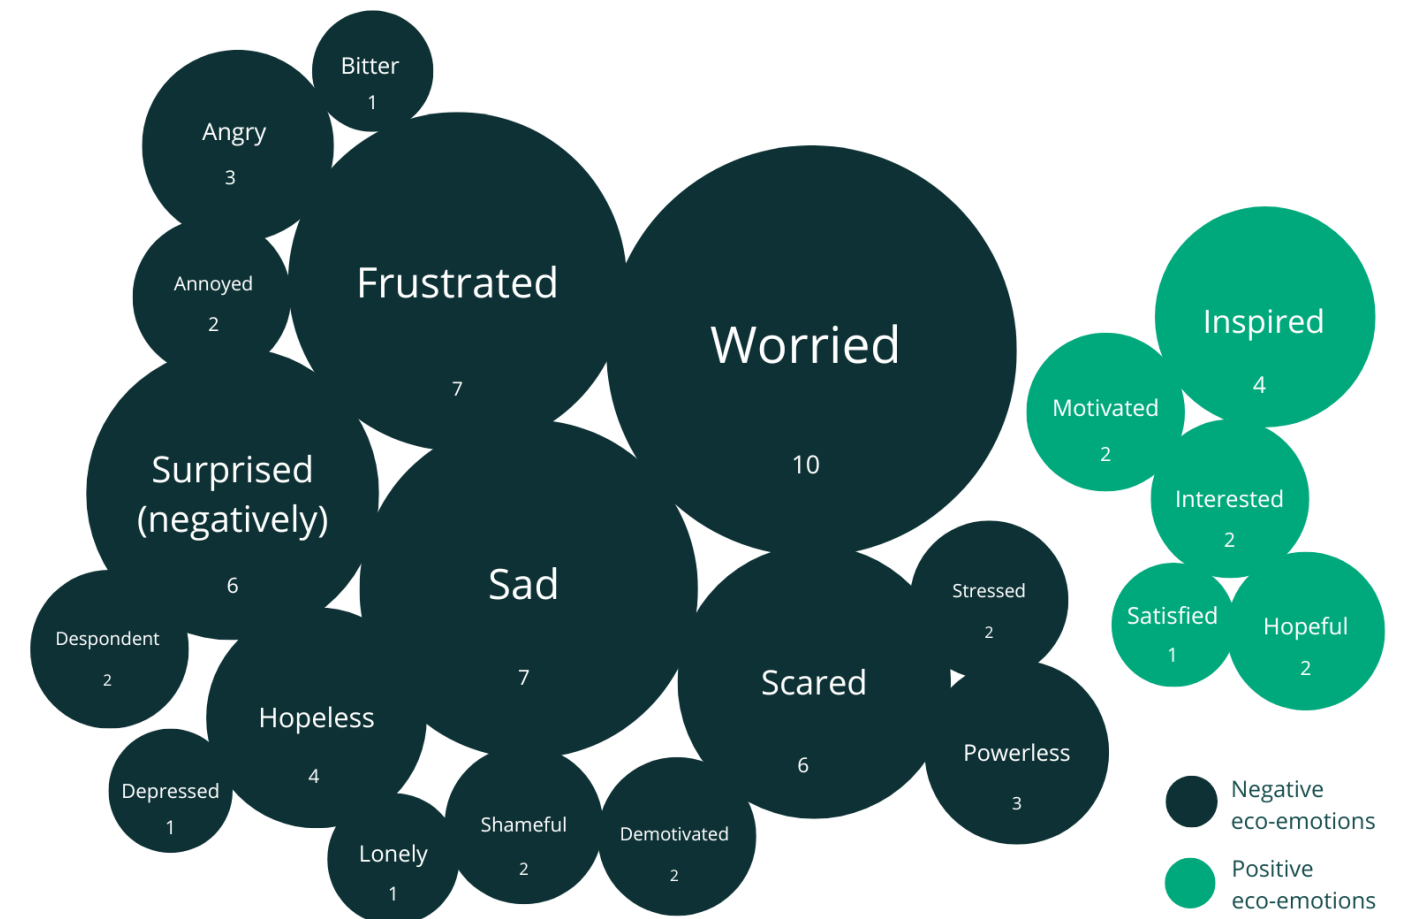 Bitter
1
Angry
3
Annoyed
2
Frustrated
7
Worried
10
Inspired
4
Motivated
2
Interested
2
Satisfied
1
Hopeful
2
Surprised
(negatively)
6
Sad
7
Stressed
2
Scared
6
Powerless
3
Despondent
2
Hopeless
4
Depressed
1
Lonely
1
Shameful
2
Demotivated
2
Negative
eco-emotions
Positive
eco-emotions